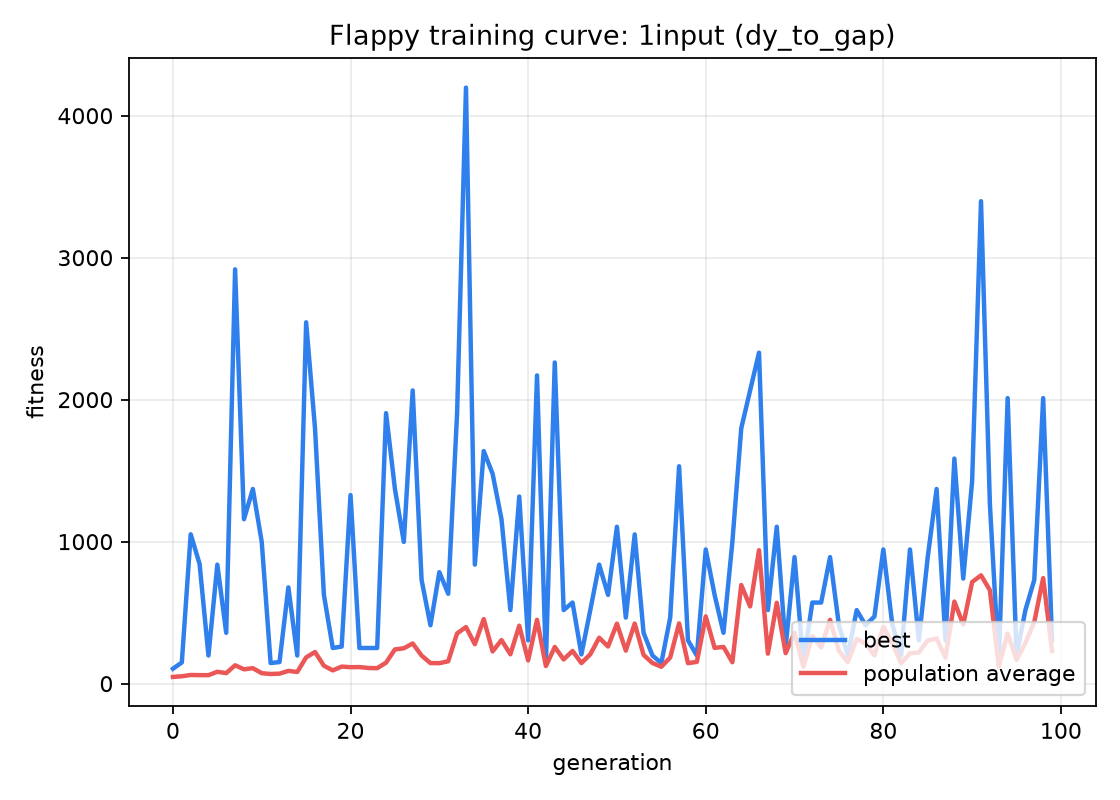 Flappy training curve: 1input (dy_to_gap)
4000
3000
2000
1000
0
fitness
best
population average
0 20 40 60 80 100
generation